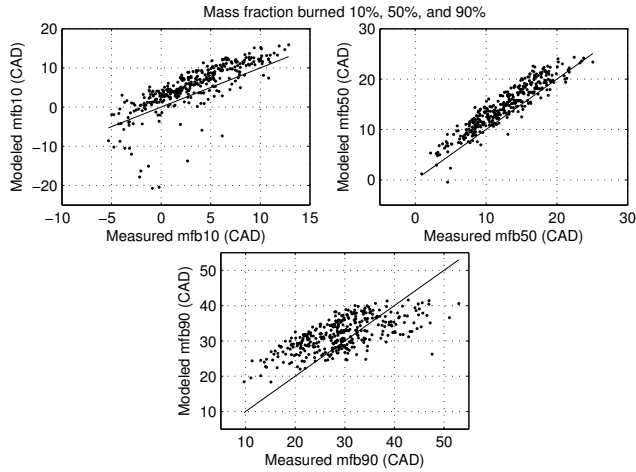 Mass fraction burned 10%, 50%, and 90%
20
10
0
−10
−20
Modeled mfb10 (CAD)
−10 −5 0 5 10 15
Measured mfb10 (CAD)
30
20
10
0
Modeled mfb50 (CAD)
0 10 20 30
Measured mfb50 (CAD)
50
40
30
20
10
Modeled mfb90 (CAD)
10 20 30 40 50
Measured mfb90 (CAD)